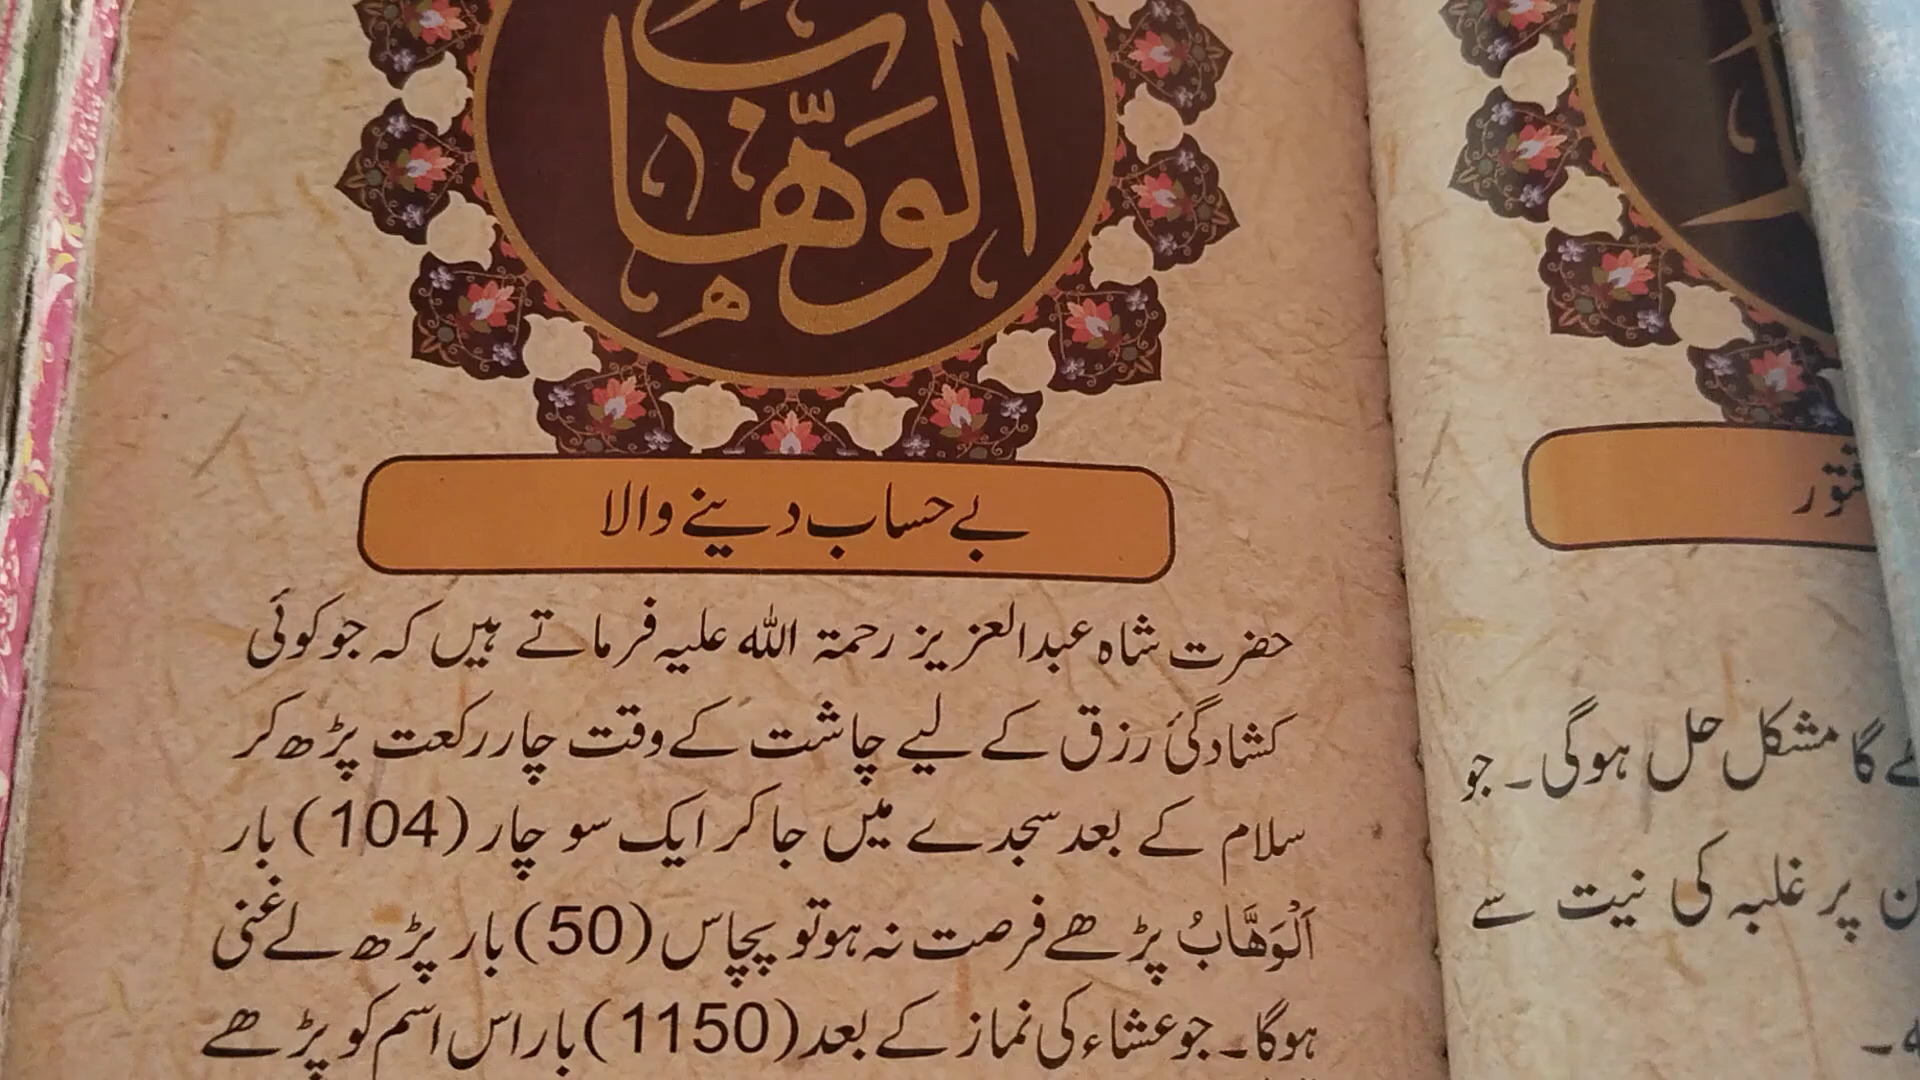 الوهاب
بے حساب دینے والا
حضرت شاہ عبدالعزیز رحمۃ اللہ علیہ فرماتے ہیں کہ جو کوئی
کشادگیٔ رزق کے لیے چاشت کے وقت چار رکعت پڑھ کر
سلام کے بعد سجدے میں جا کر ایک سو چار (104) بار
اَلْوَهَّابُ پڑھے فرصت نہ ہو تو پچاس (50) بار پڑھ لے غنی
ہوگا۔ جو عشاء کی نماز کے بعد (1150) بار اس اسم کو پڑھے
فتور
گا مشکل حل ہوگی۔ جو
پر غلبہ کی نیت سے